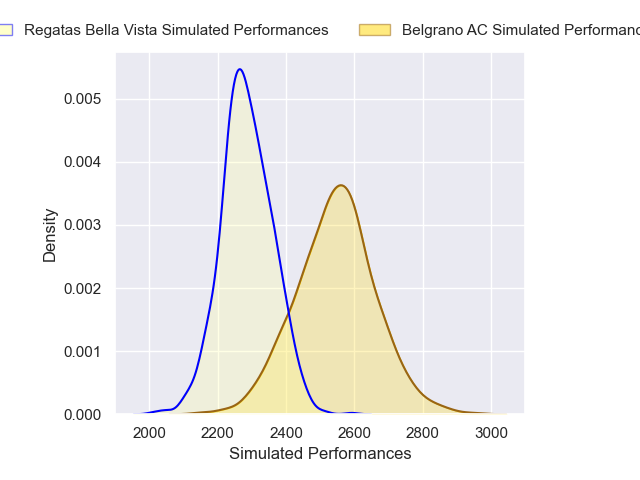 Regatas Bella Vista Simulated Performances
Belgrano AC Simulated
0.005
0.004
0.003
0.002
0.001
0.000
Density
2000 2200 2400 2600 2800 3000
Simulated Performances